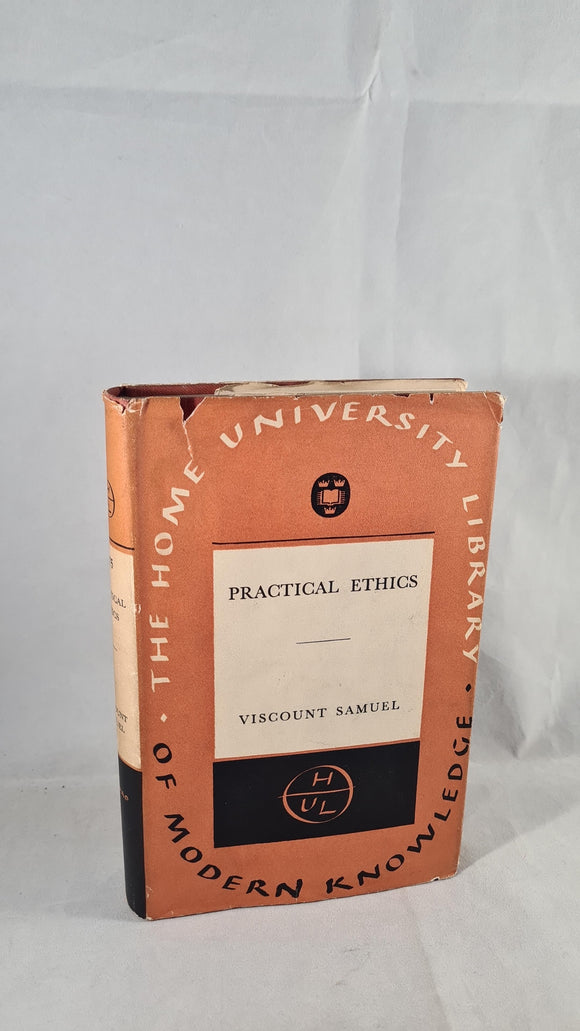 THE HOME UNIVERSITY LIBRARY
OF MODERN KNOWLEDGE
PRACTICAL ETHICS
VISCOUNT SAMUEL
H
UL